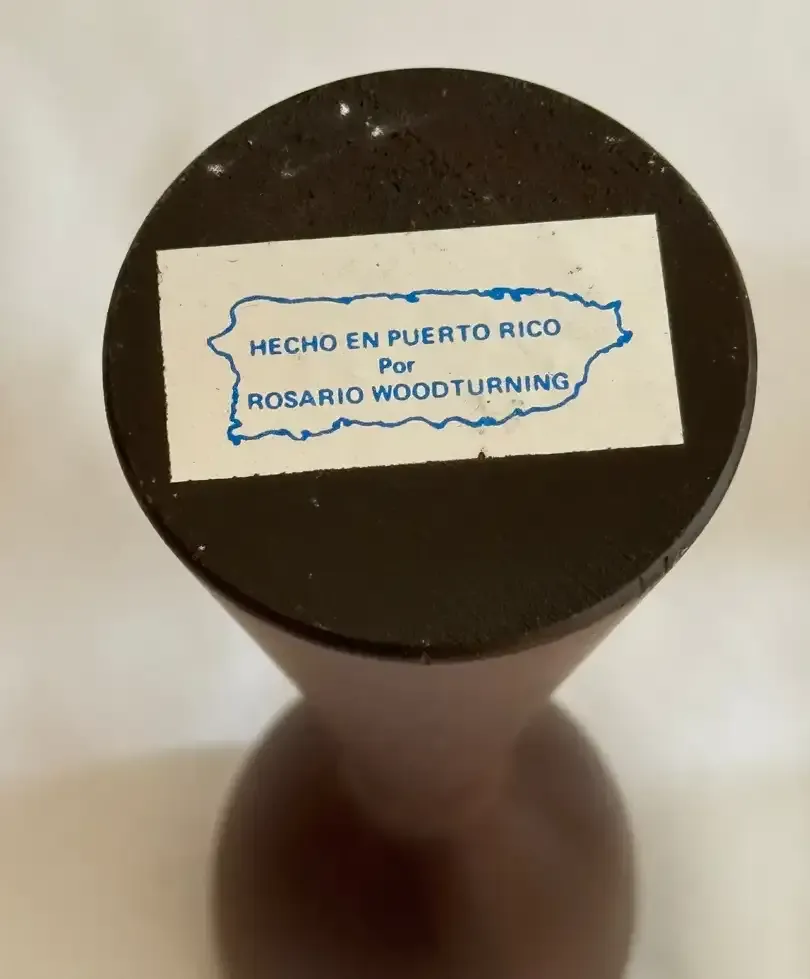 HECHO EN PUERTO RICO
Por
ROSARIO WOODTURNING